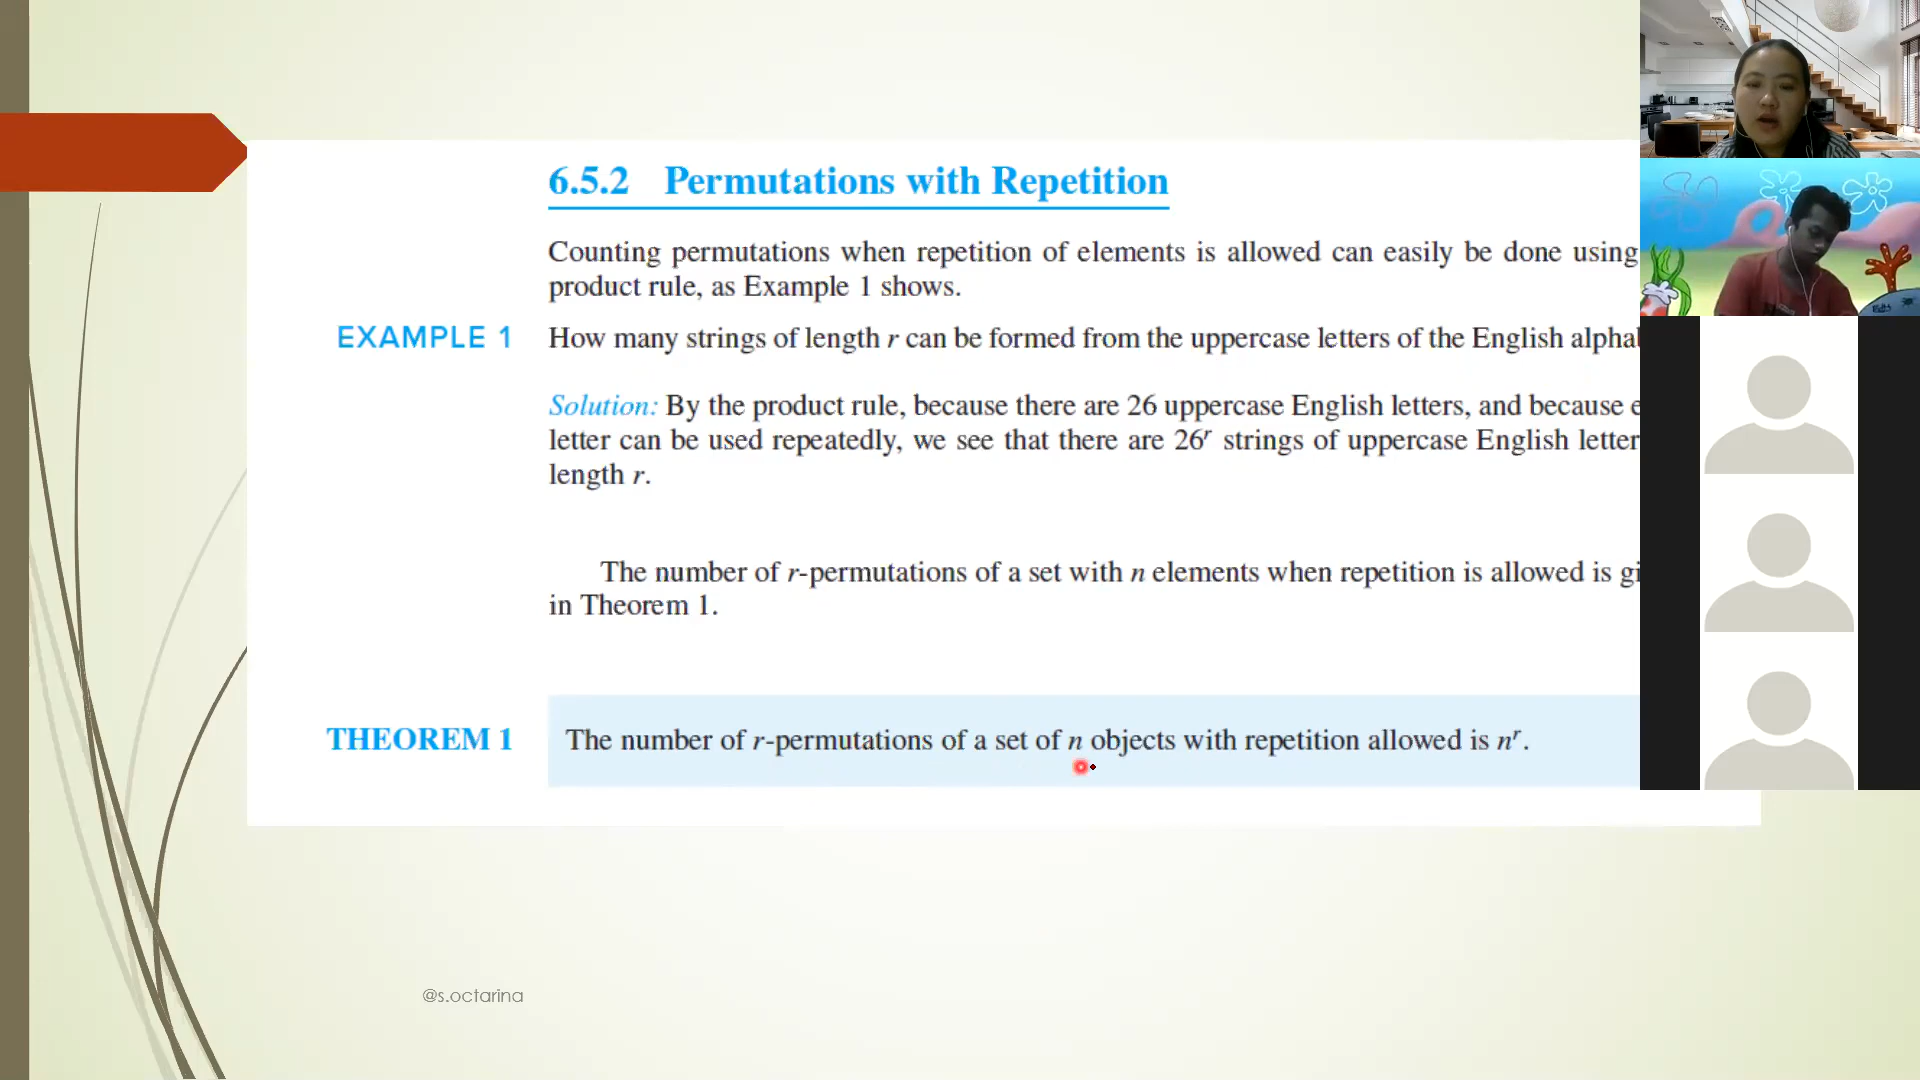 6.5.2 Permutations with Repetition
Counting permutations when repetition of elements is allowed can easily be done using
product rule, as Example 1 shows.
EXAMPLE 1 How many strings of length r can be formed from the uppercase letters of the English
Solution: By the product rule, because there are 26 uppercase English letters, and because
letter can be used repeatedly, we see that there are 26ʳ strings of uppercase English
length r.
The number of r-permutations of a set with n elements when repetition is allowed is
in Theorem 1.
THEOREM 1 The number of r-permutations of a set of n objects with repetition allowed is nʳ.
@s.octarina